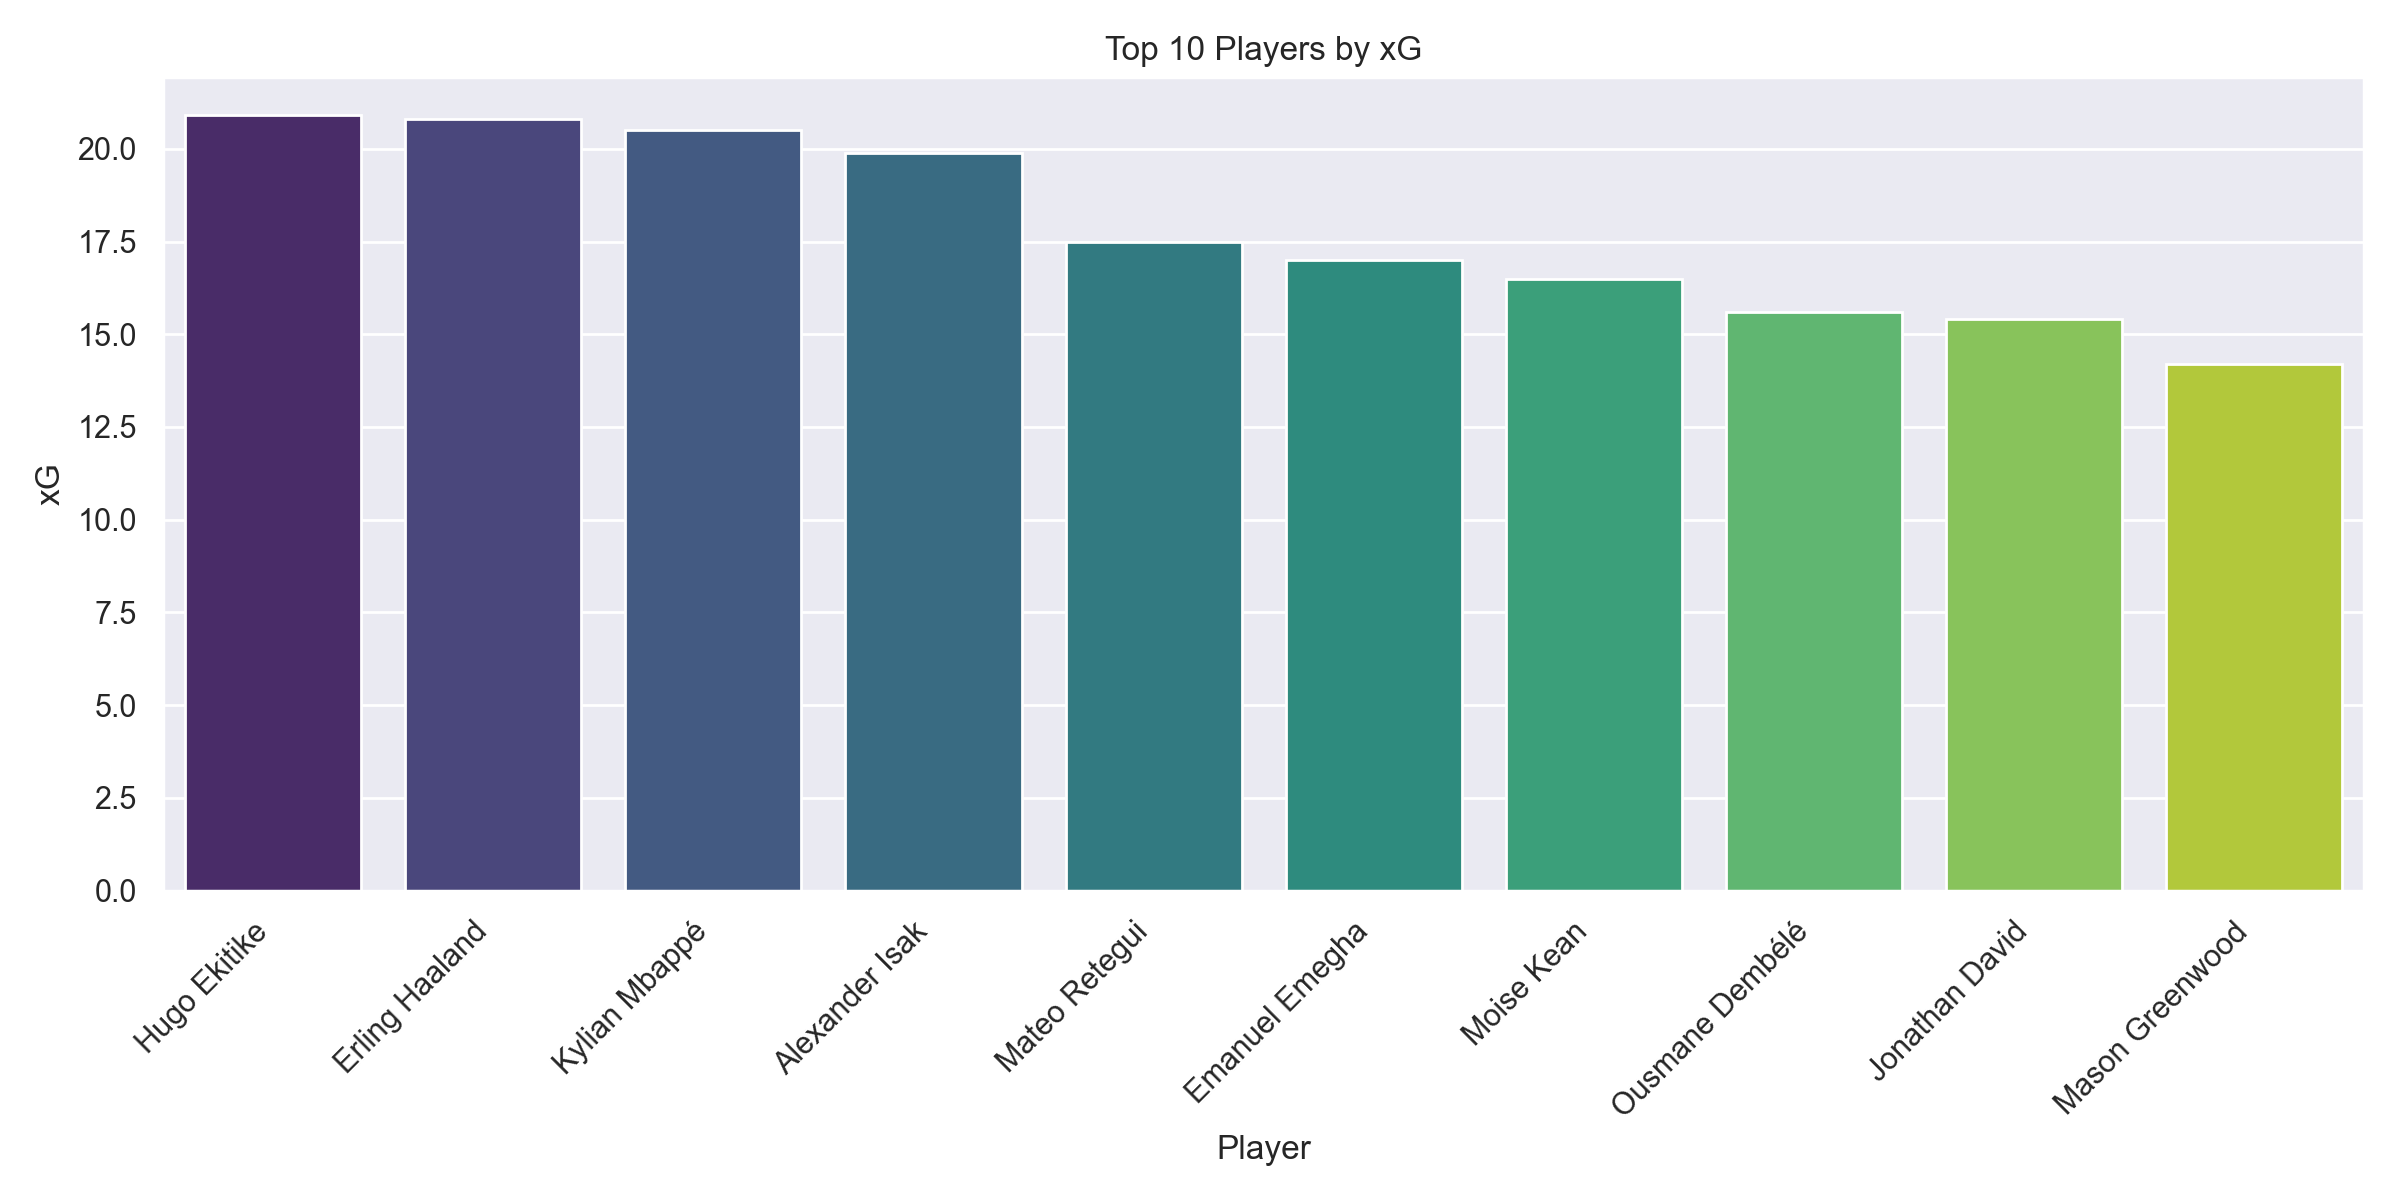 Top 10 Players by xG
xG
20.0
17.5
15.0
12.5
10.0
7.5
5.0
2.5
0.0
Hugo Ekitike
Erling Haaland
Kylian Mbappé
Alexander Isak
Mateo Retegui
Emanuel Emegha
Moise Kean
Ousmane Dembélé
Jonathan David
Mason Greenwood
Player